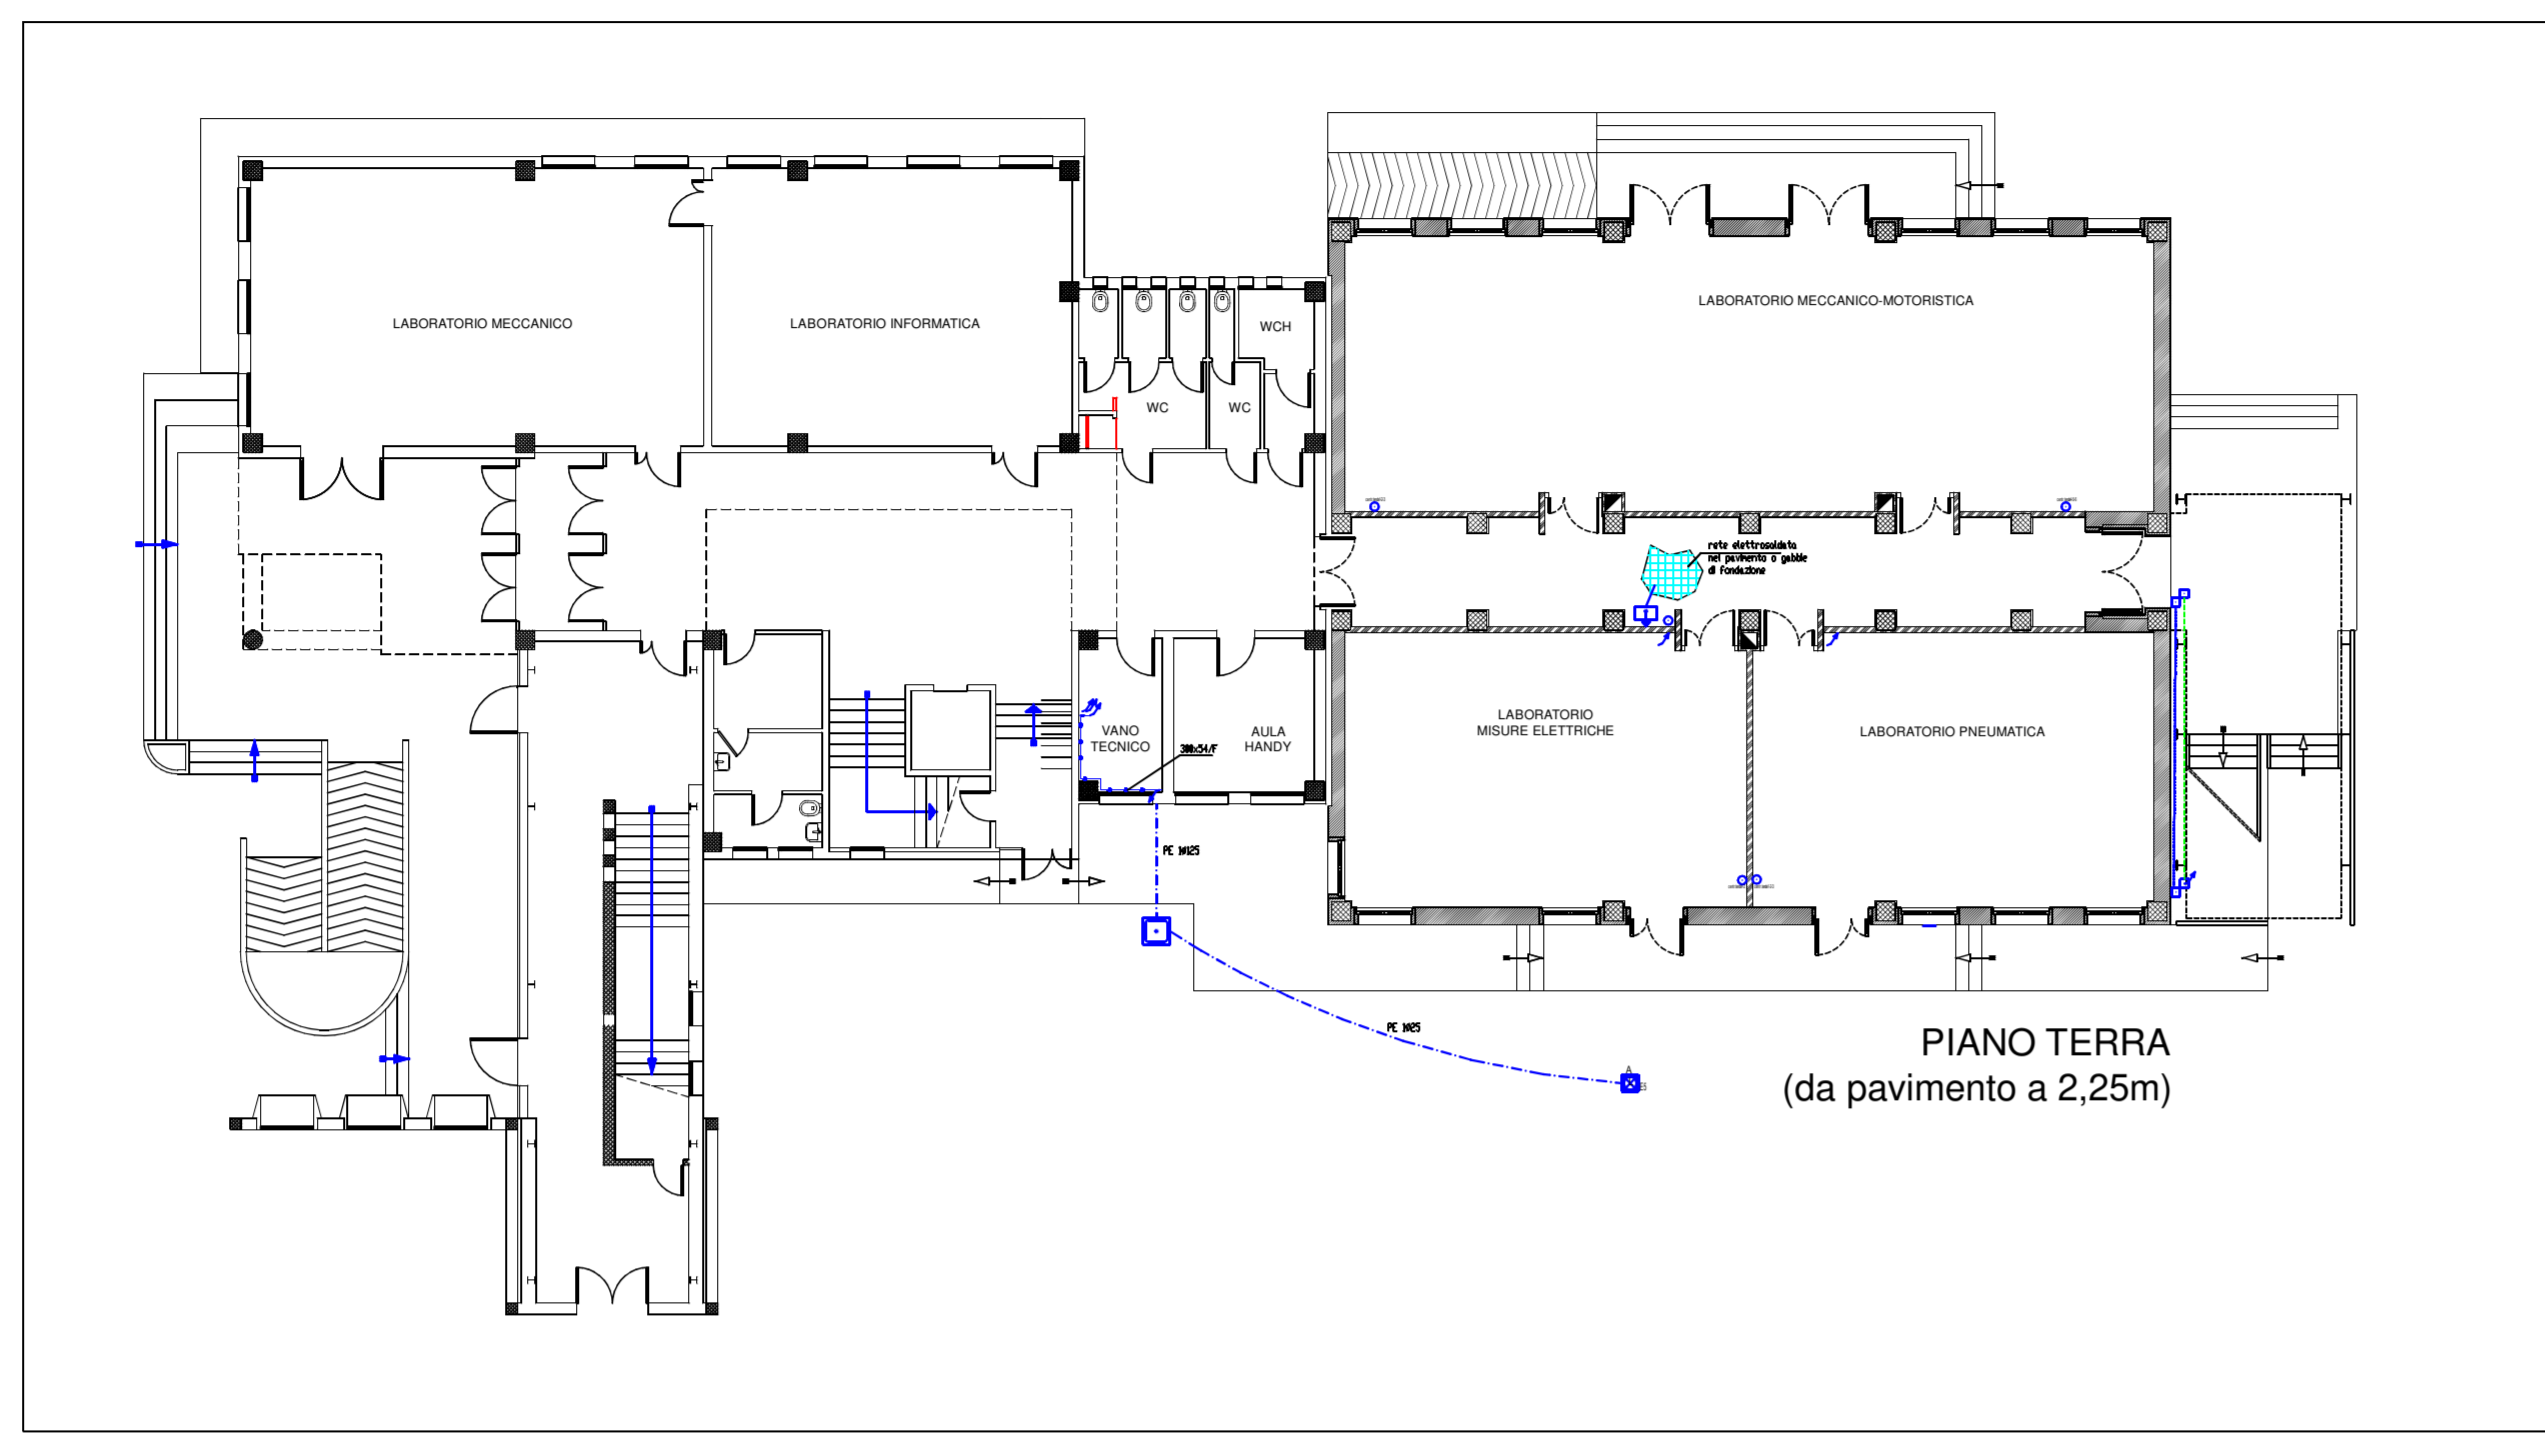 LABORATORIO MECCANICO
LABORATORIO INFORMATICA
WCH
WC
WC
LABORATORIO MECCANICO-MOTORISTICA
rete elettrosaldata
nel pavimento o gabbie
di fondazione
VANO
TECNICO
300x54/F
AULA
HANDY
LABORATORIO
MISURE ELETTRICHE
LABORATORIO PNEUMATICA
PE
PE
A
PIANO TERRA
(da pavimento a 2,25m)